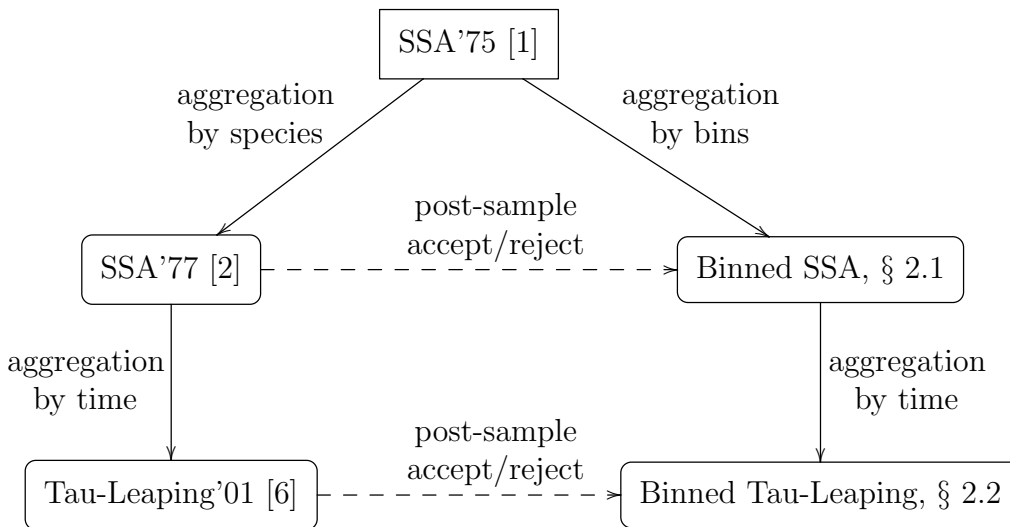 SSA'75 [1]
aggregation
by species
aggregation
by bins
post-sample
accept/reject
SSA'77 [2]
Binned SSA, § 2.1
aggregation
by time
aggregation
by time
post-sample
accept/reject
Tau-Leaping'01 [6]
Binned Tau-Leaping, § 2.2